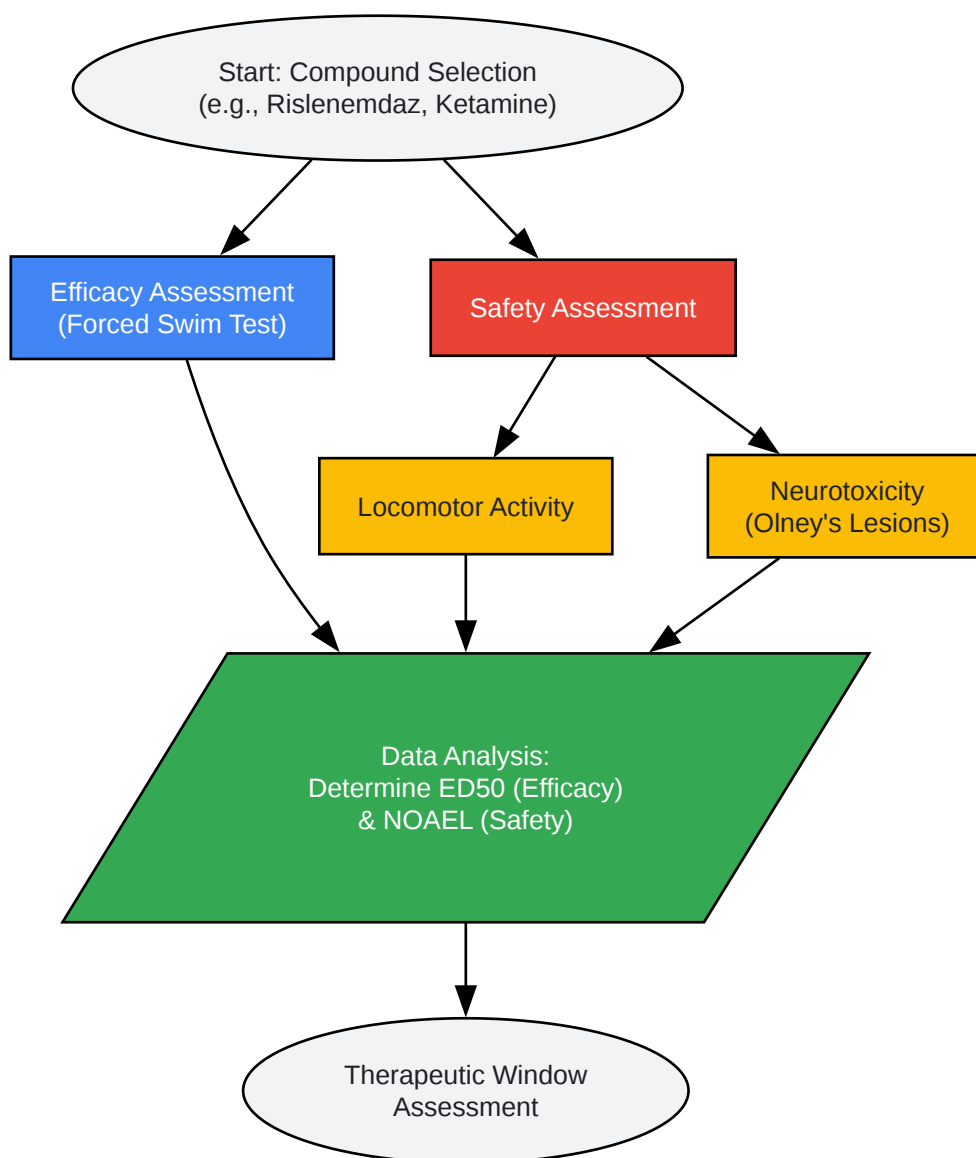 Start: Compound Selection
(e.g., Rislenemdaz, Ketamine)
Efficacy Assessment
(Forced Swim Test)
Safety Assessment
Locomotor Activity
Neurotoxicity
(Olney's Lesions)
Data Analysis:
Determine ED50 (Efficacy)
& NOAEL (Safety)
Therapeutic Window
Assessment